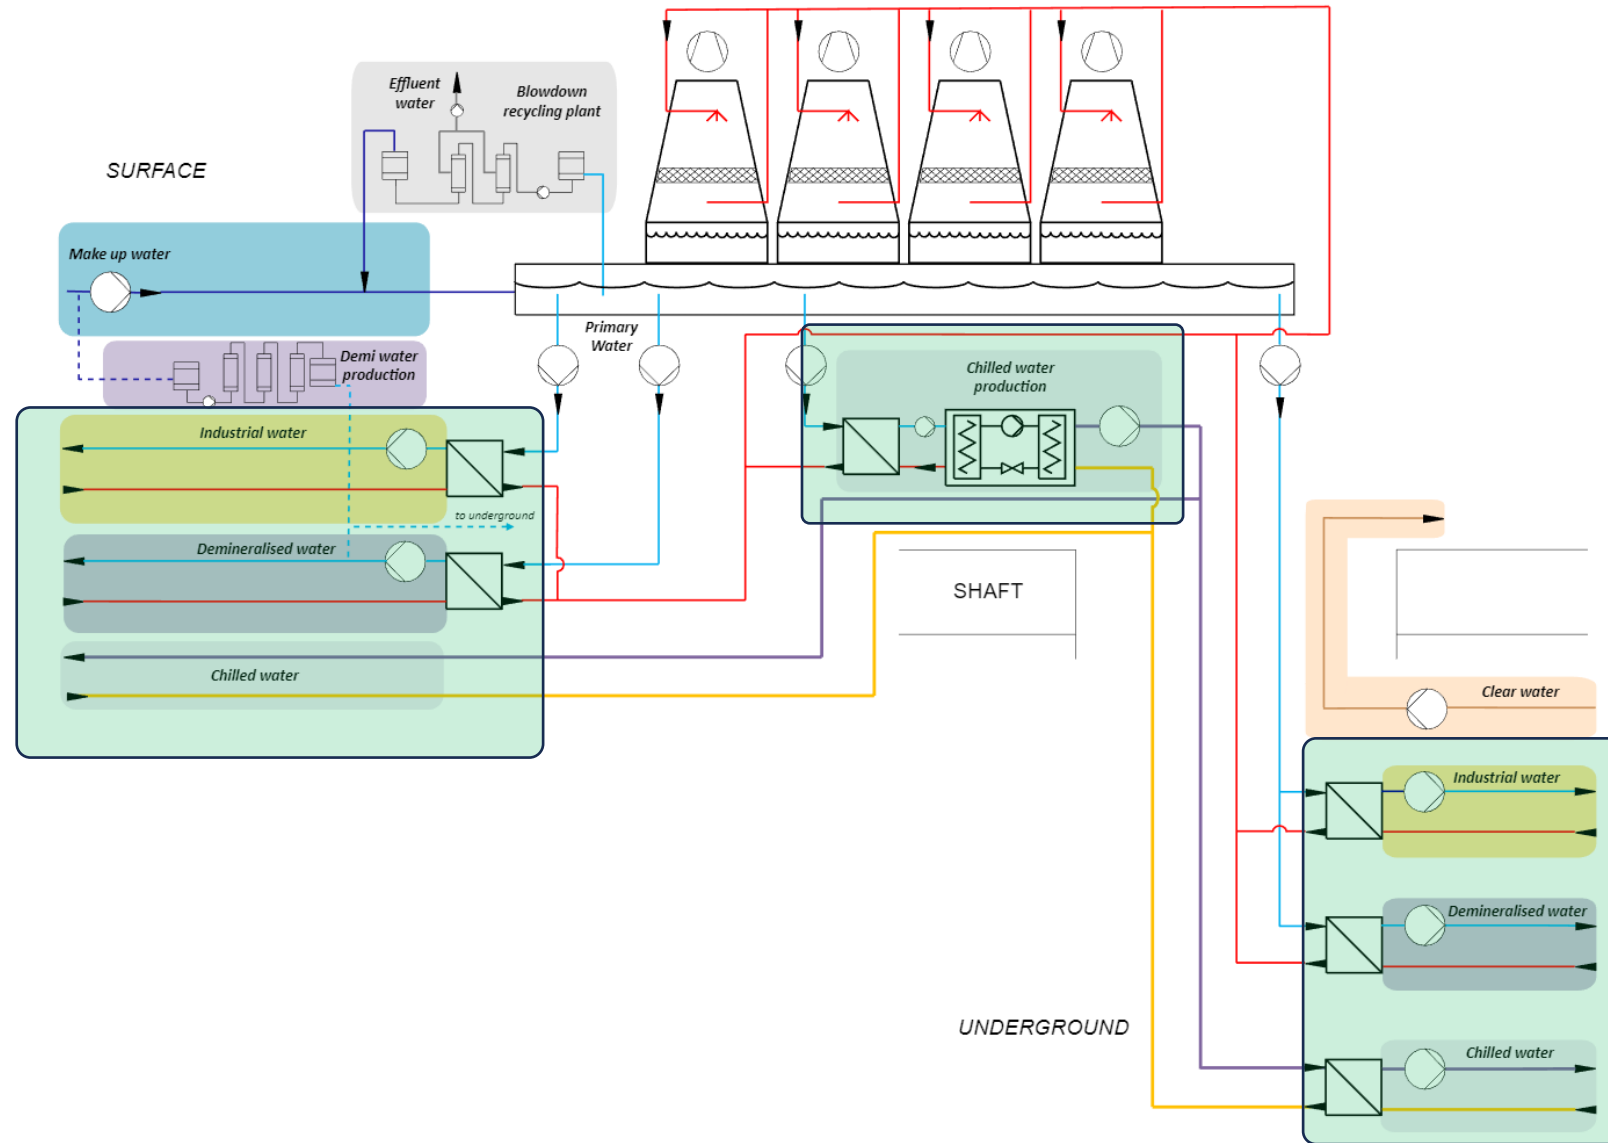 Effluent
water
Blowdown
recycling plant
SURFACE
Make up water
Primary
Water
Demi water
production
Chilled water
production
Industrial water
to underground
Demineralised water
SHAFT
Chilled water
Clear water
Industrial water
Demineralised water
UNDERGROUND
Chilled water